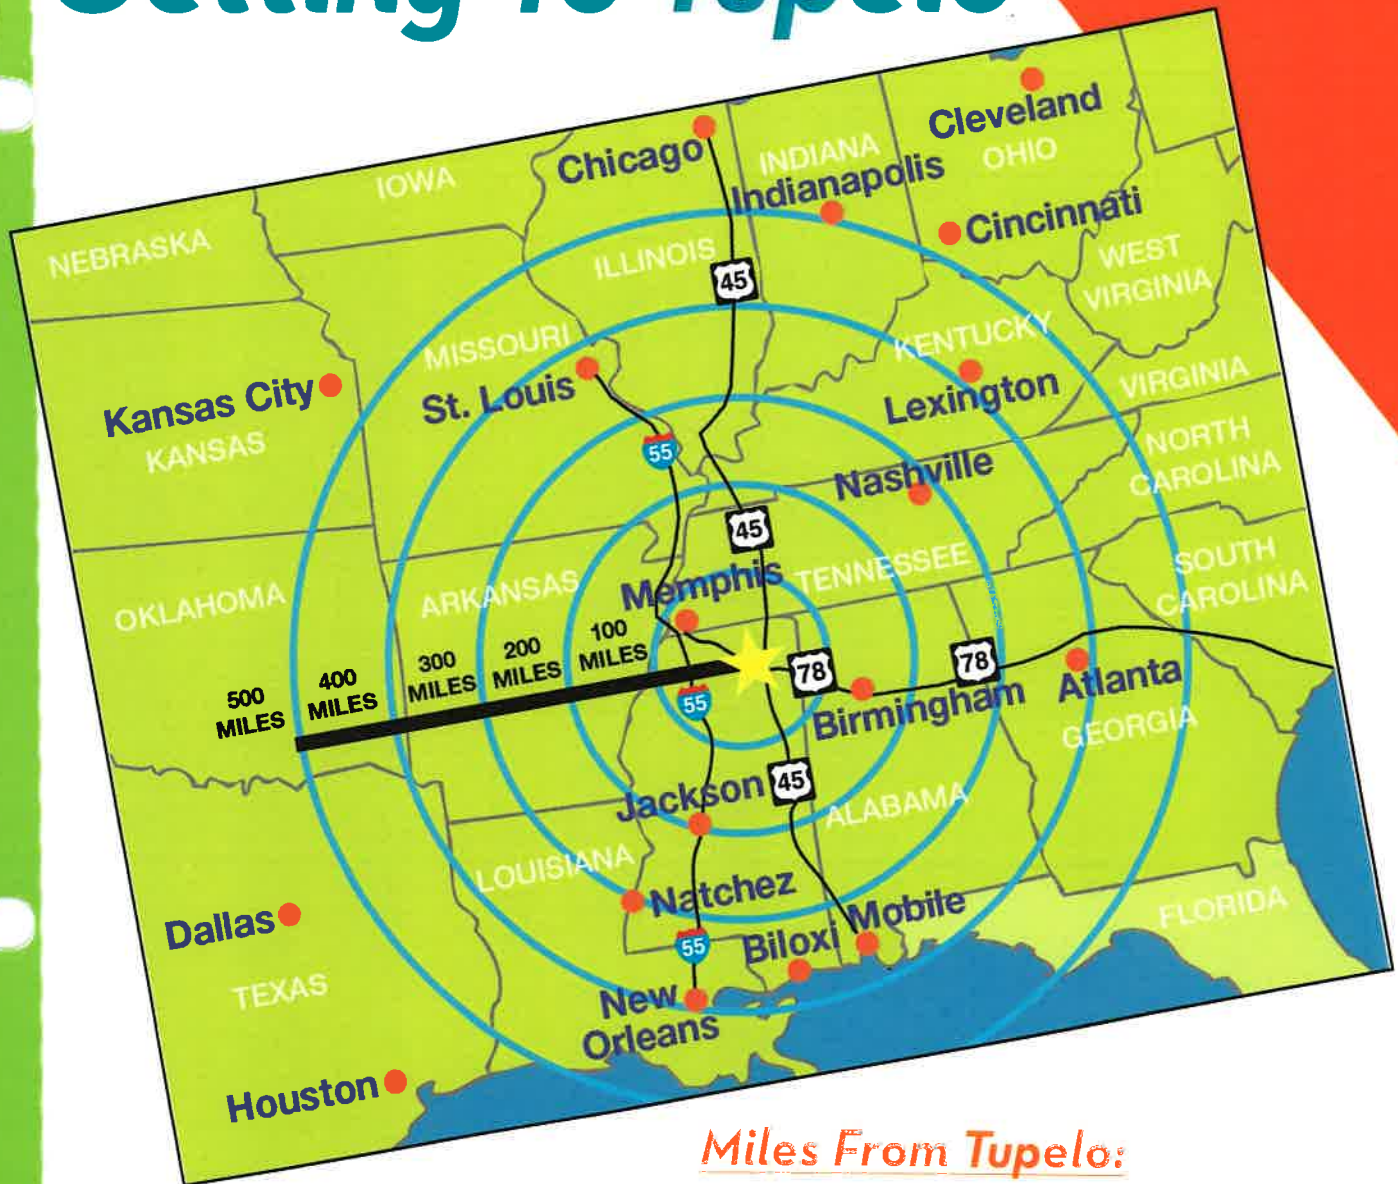 Getting To Tupelo
Cleveland
OHIO
Chicago
INDIANA
Indianapolis
IOWA
Cincinnati
NEBRASKA
ILLINOIS
WEST
VIRGINIA
45
MISSOURI
KENTUCKY
St. Louis
Kansas City
KANSAS
Lexington
VIRGINIA
55
NORTH
CAROLINA
Nashville
45
TENNESSEE
SOUTH
CAROLINA
OKLAHOMA
ARKANSAS
Memphis
500
MILES
400
MILES
300
MILES
200
MILES
100
MILES
78
78
55
Birmingham
Atlanta
GEORGIA
Jackson
45
ALABAMA
LOUISIANA
Natchez
Mobile
FLORIDA
Dallas
55
Biloxi
TEXAS
New
Orleans
Houston
Miles From Tupelo: